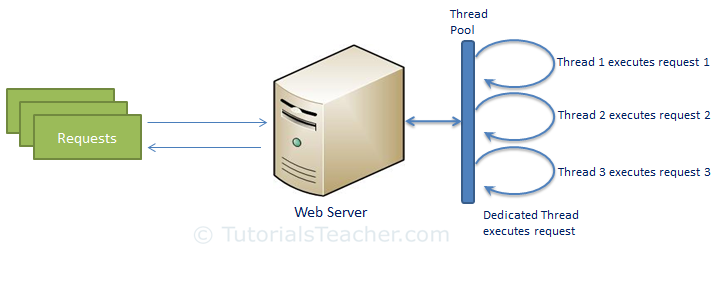 Thread
Pool
Thread 1 executes request 1
Thread 2 executes request 2
Thread 3 executes request 3
Requests
Web Server
Dedicated Thread
executes request
© TutorialsTeacher.com